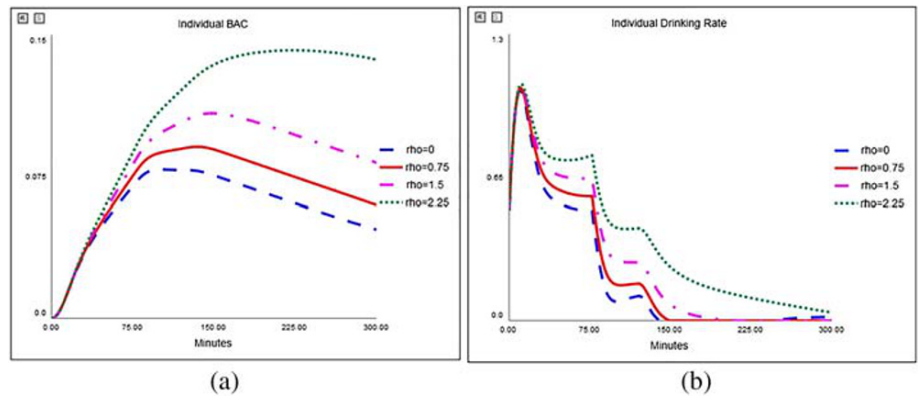 Individual BAC
0.15
0.075
0.0
0.00 75.00 150.00 225.00 300.00
Minutes
rho=0
rho=0.75
rho=1.5
rho=2.25
(a)
Individual Drinking Rate
1.3
0.65
0.0
0.00 75.00 150.00 225.00 300.00
Minutes
rho=0
rho=0.75
rho=1.5
rho=2.25
(b)